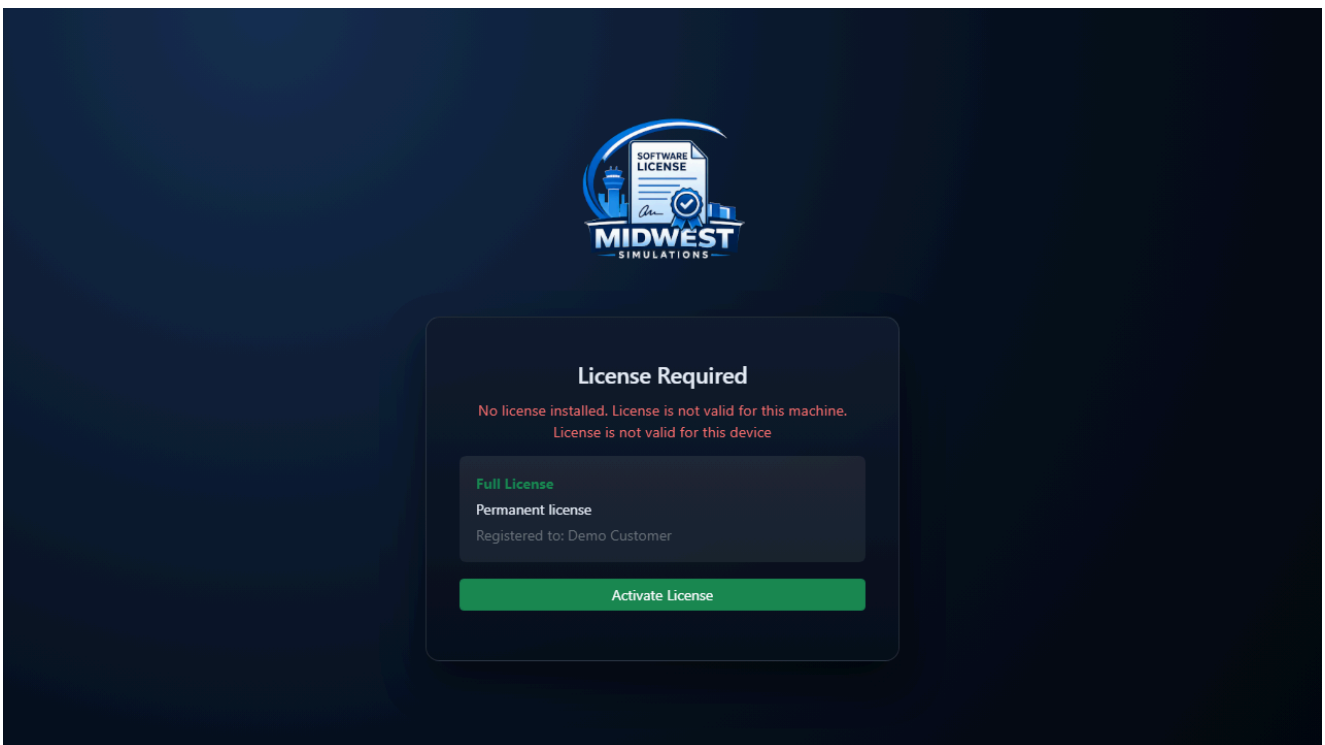 SOFTWARE
LICENSE
MIDWEST
SIMULATIONS
License Required
No license installed. License is not valid for this machine.
License is not valid for this device
Full License
Permanent license
Registered to: Demo Customer
Activate License